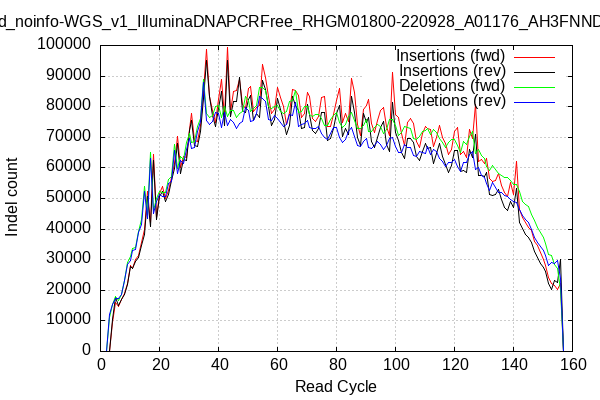 d_noinfo-WGS_v1_IlluminaDNAPCRFree_RHGM01800-220928_A01176_AH3FNND
Indel count
100000
90000
80000
70000
60000
50000
40000
30000
20000
10000
0
Insertions (fwd)
Insertions (rev)
Deletions (fwd)
Deletions (rev)
0 20 40 60 80 100 120 140 160
Read Cycle